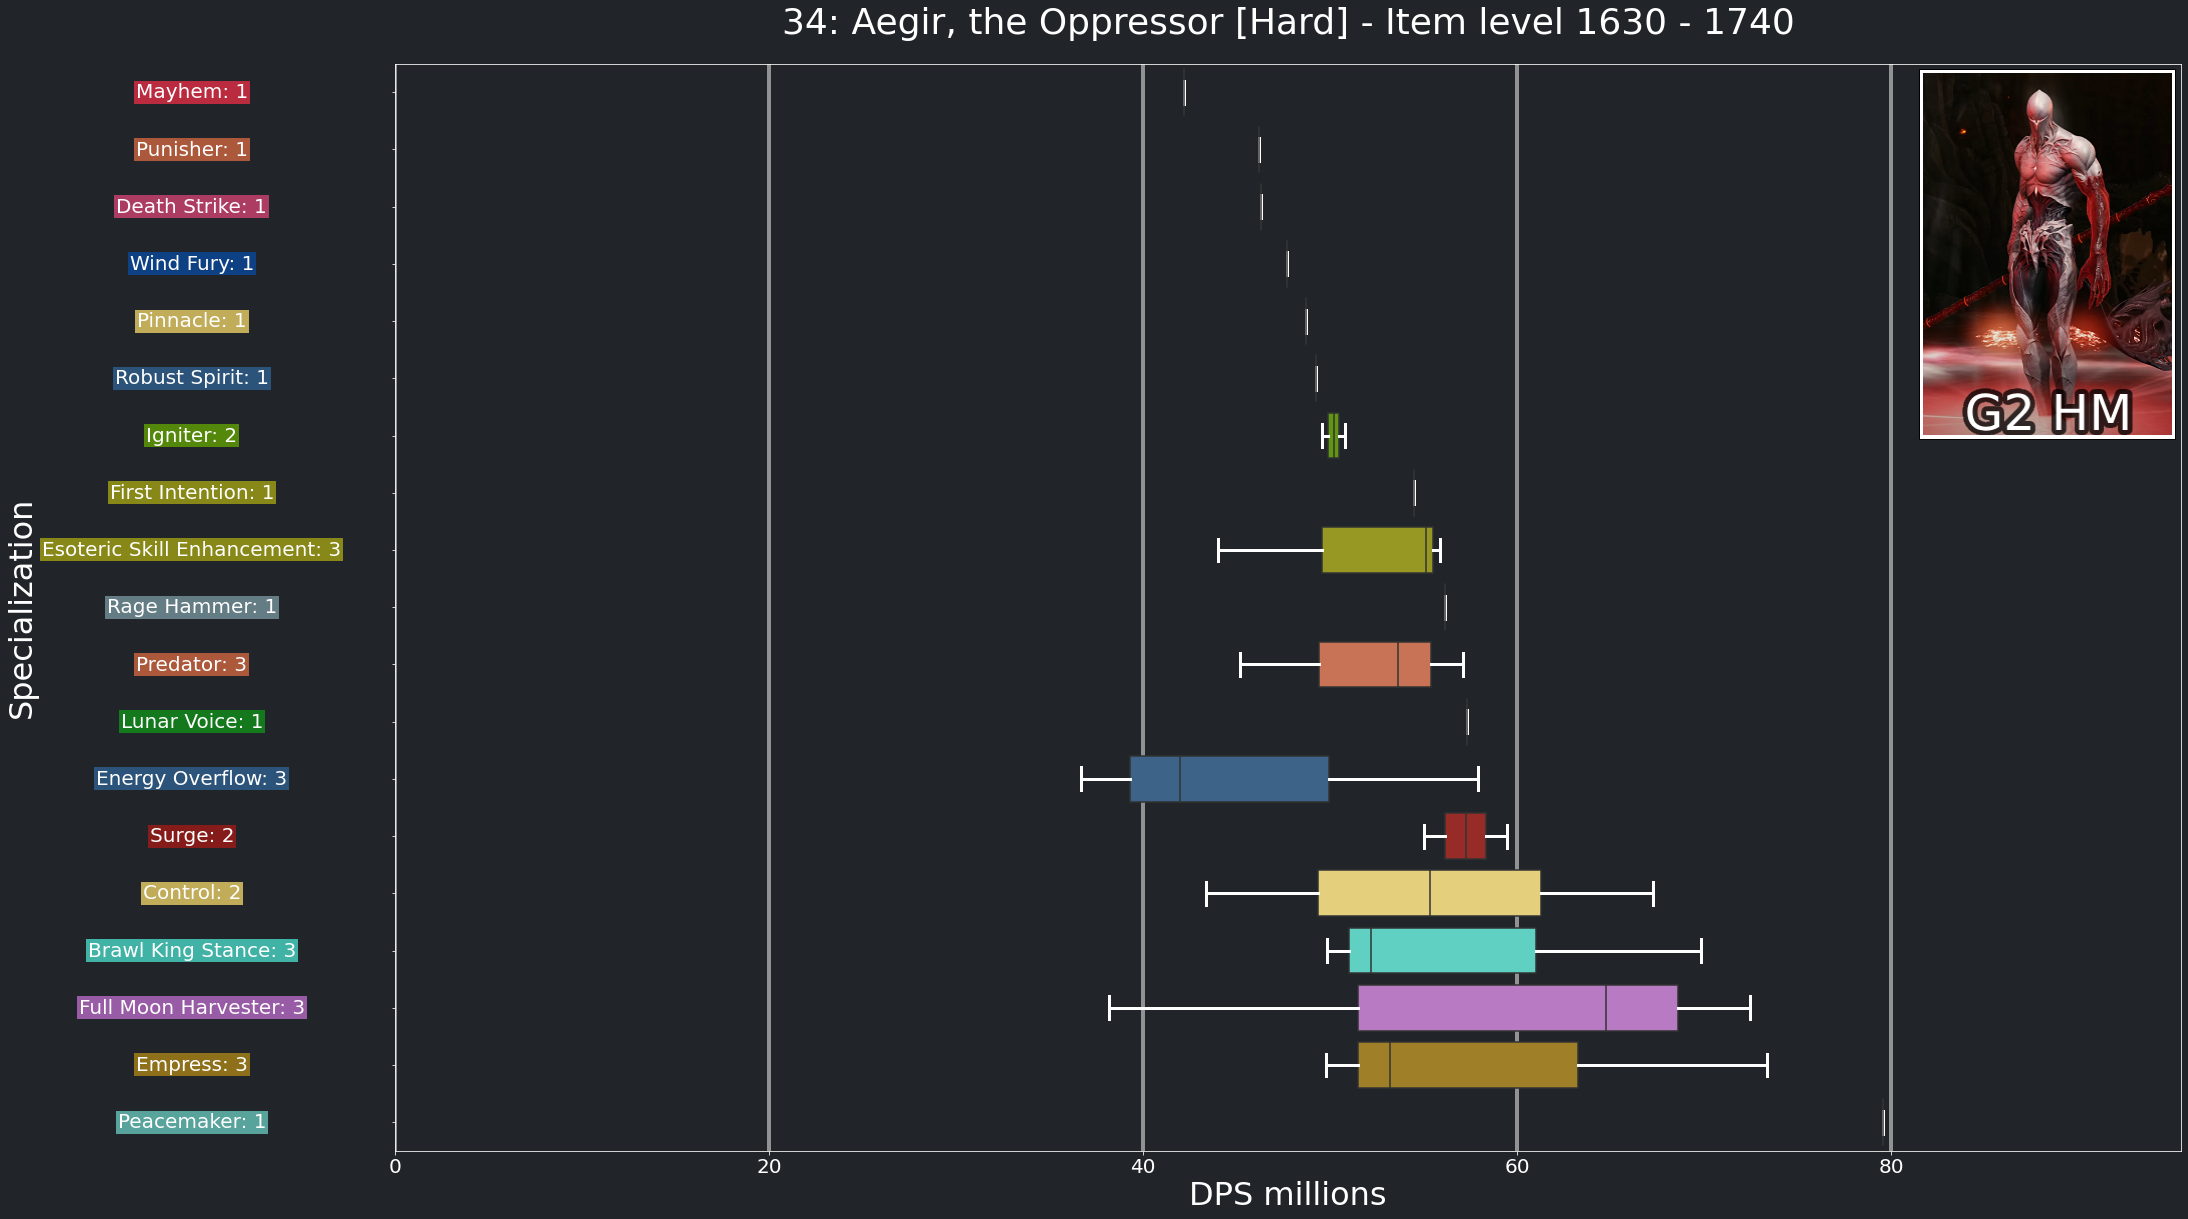 34: Aegir, the Oppressor [Hard] - Item level 1630 - 1740
Mayhem: 1
Punisher: 1
Death Strike: 1
Wind Fury: 1
Pinnacle: 1
Robust Spirit: 1
Igniter: 2
First Intention: 1
Esoteric Skill Enhancement: 3
Rage Hammer: 1
Predator: 3
Lunar Voice: 1
Energy Overflow: 3
Surge: 2
Control: 2
Brawl King Stance: 3
Full Moon Harvester: 3
Empress: 3
Peacemaker: 1
Specialization
G2 HM
0 20 40 60 80
DPS millions